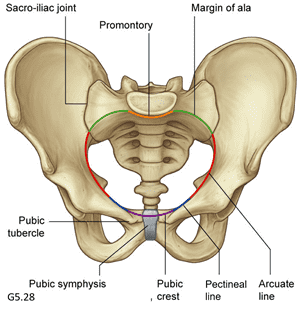 Sacro-iliac joint
Margin of ala
Promontory
Pubic
tubercle
Pubic symphysis
Pubic
, crest
Pectineal
line
Arcuate
line
G5.28